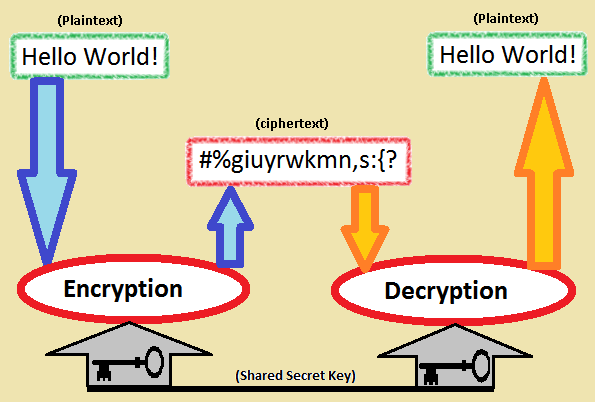 (Plaintext)
Hello World!
(Plaintext)
Hello World!
(ciphertext)
#%giuyrwkmn,s:{?
Encryption
Decryption
(Shared Secret Key)